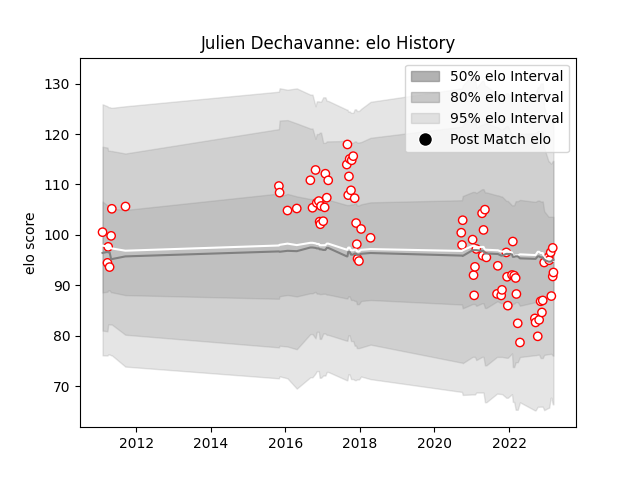 Julien Dechavanne: elo History
50% elo Interval
80% elo Interval
95% elo Interval
Post Match elo
elo score
130
120
110
100
90
80
70
2012
2014
2016
2018
2020
2022